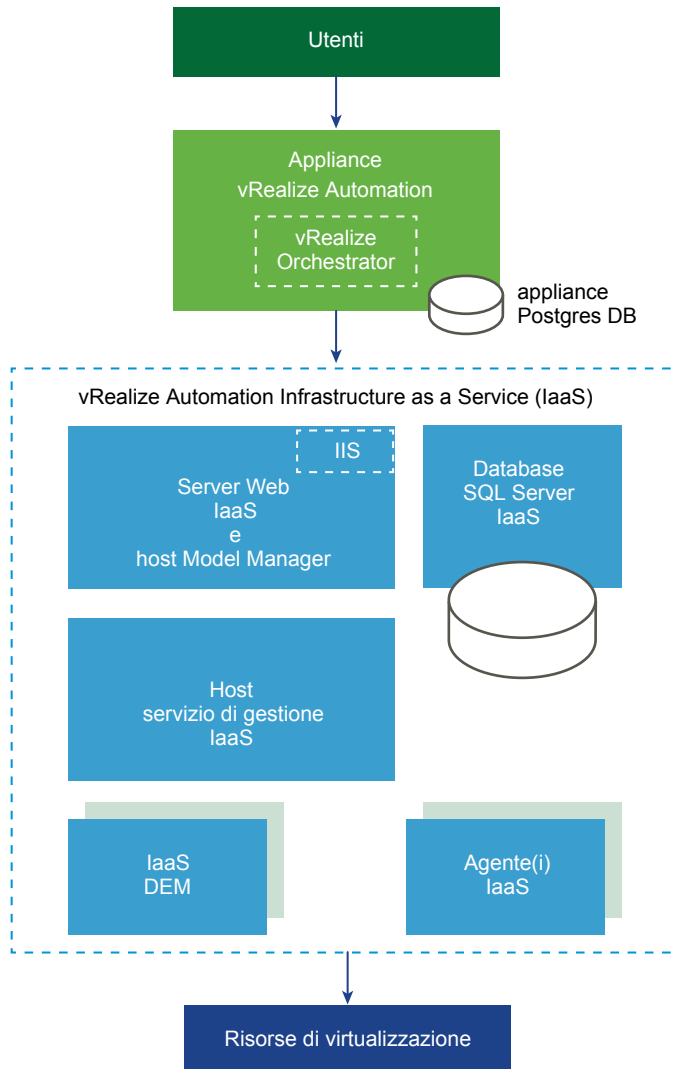 Utenti
Appliance
vRealize Automation
vRealize
Orchestrator
appliance
Postgres DB
vRealize Automation Infrastructure as a Service (IaaS)
IIS
Server Web
IaaS
e
host Model Manager
Database
SQL Server
IaaS
Host
servizio di gestione
IaaS
IaaS
DEM
Agente(i)
IaaS
Risorse di virtualizzazione